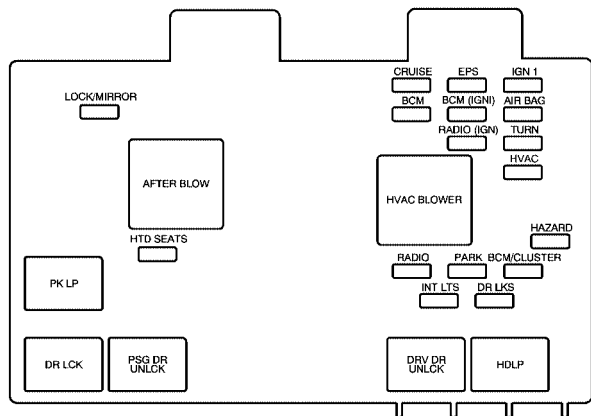 CRUISE EPS IGN 1
LOCK/MIRROR
BCM BCM (IGNI) AIR BAG
RADIO (IGN) TURN
HVAC
AFTER BLOW
HVAC BLOWER
HAZARD
HTD SEATS
RADIO PARK BCM/CLUSTER
PK LP
INT LTS DR LKS
DR LCK
PSG DR
UNLCK
DRV DR
UNLCK
HDLP